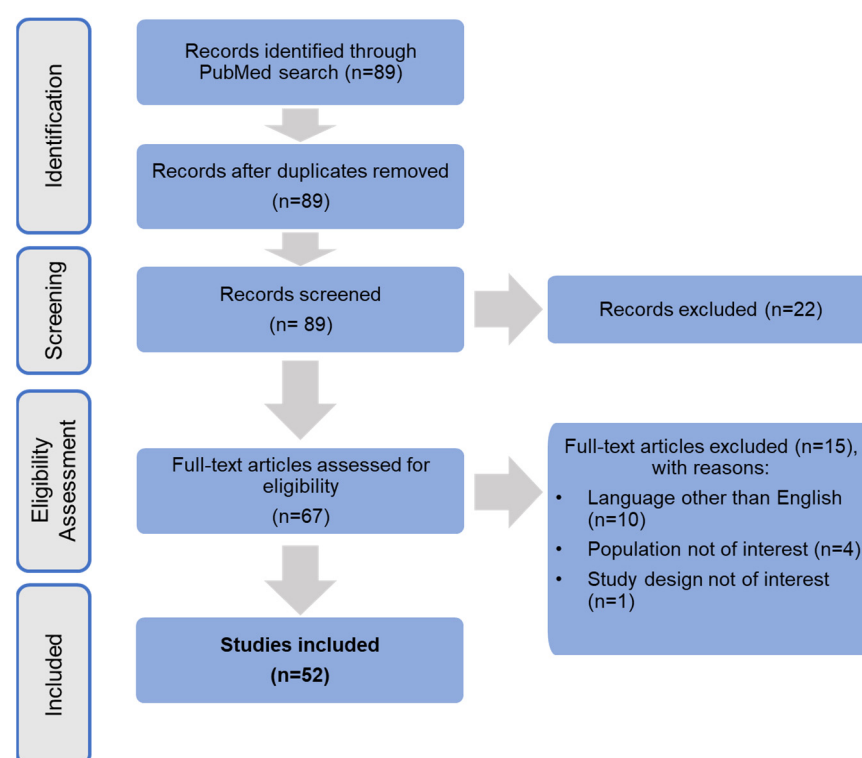 Identification
Records identified through
PubMed search (n=89)
Records after duplicates removed
(n=89)
Screening
Records screened
(n= 89)
Records excluded (n=22)
Eligibility
Assessment
Full-text articles assessed for
eligibility
(n=67)
Full-text articles excluded (n=15),
with reasons:
• Language other than English
(n=10)
• Population not of interest (n=4)
• Study design not of interest
(n=1)
Included
Studies included
(n=52)